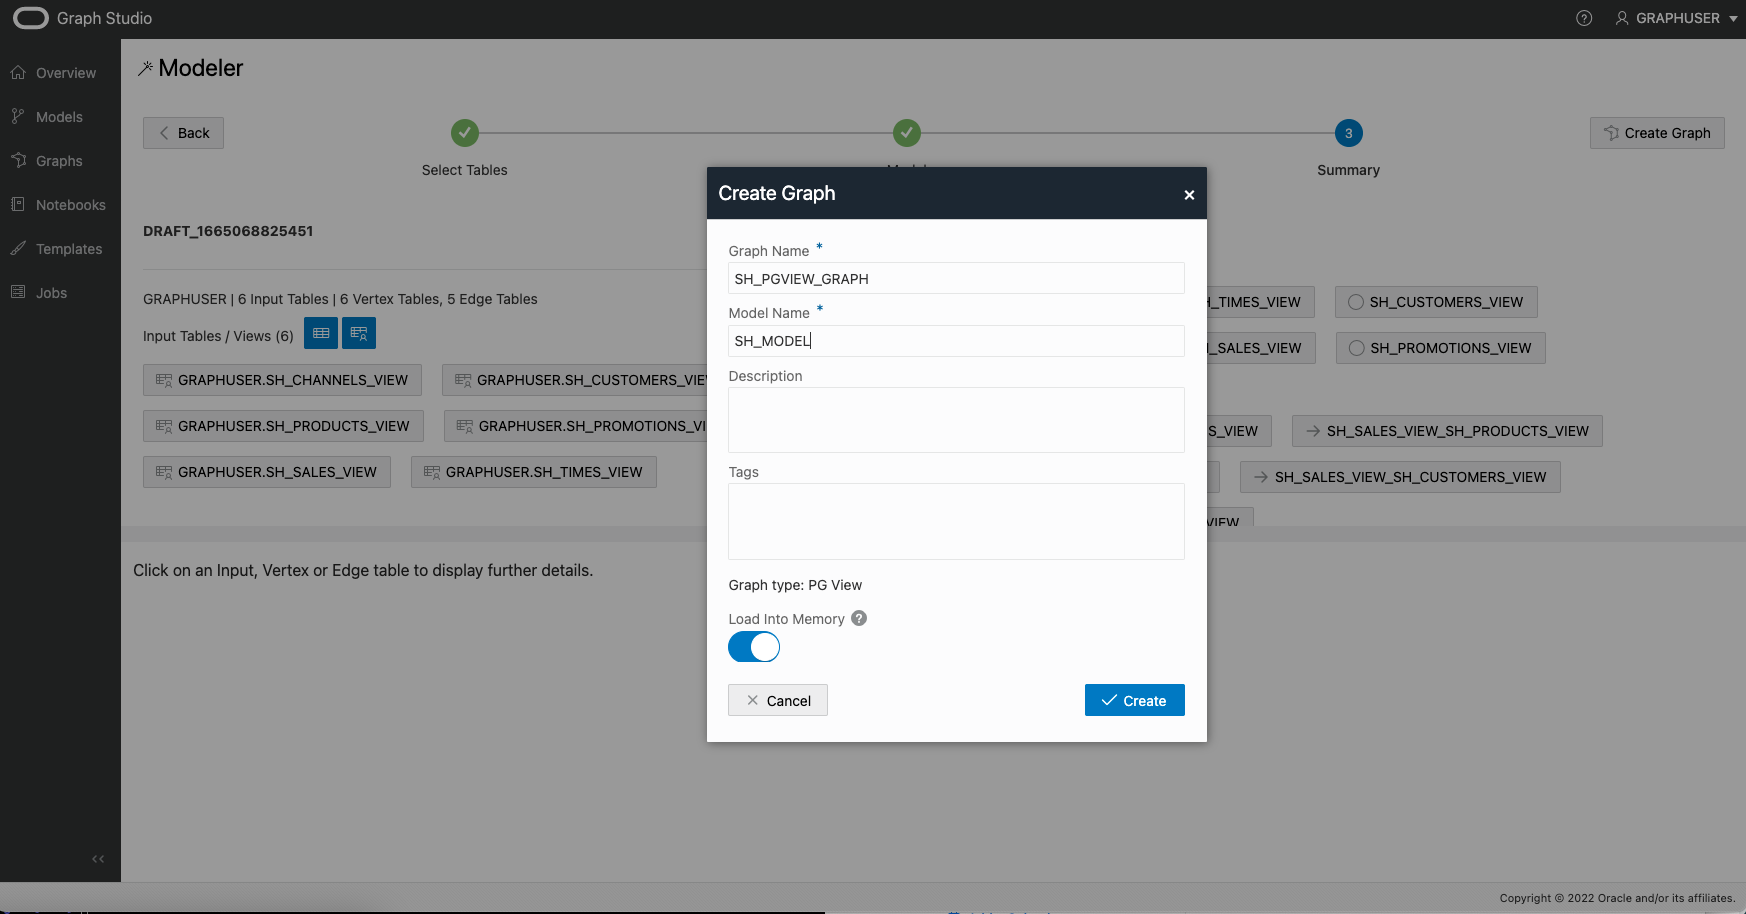 Graph Studio
GRAPHUSER
Overview
Models
Graphs
Notebooks
Templates
Jobs
Modeler
Back
Select Tables
3
Summary
Create Graph
DRAFT_1665068825451
GRAPHUSER | 6 Input Tables | 6 Vertex Tables, 5 Edge Tables
Input Tables / Views (6)
GRAPHUSER.SH_CHANNELS_VIEW
GRAPHUSER.SH_CUSTOMERS_VIE
GRAPHUSER.SH_PRODUCTS_VIEW
GRAPHUSER.SH_PROMOTIONS_VI
GRAPHUSER.SH_SALES_VIEW
GRAPHUSER.SH_TIMES_VIEW
Create Graph
Graph Name *
SH_PGVIEW_GRAPH
Model Name *
SH_MODEL
Description
Tags
Graph type: PG View
Load Into Memory ?
Cancel
Create
H_TIMES_VIEW
SH_CUSTOMERS_VIEW
_SALES_VIEW
SH_PROMOTIONS_VIEW
S_VIEW
SH_SALES_VIEW_SH_PRODUCTS_VIEW
SH_SALES_VIEW_SH_CUSTOMERS_VIEW
VIEW
Click on an Input, Vertex or Edge table to display further details.
Copyright © 2022 Oracle and/or its affiliates.